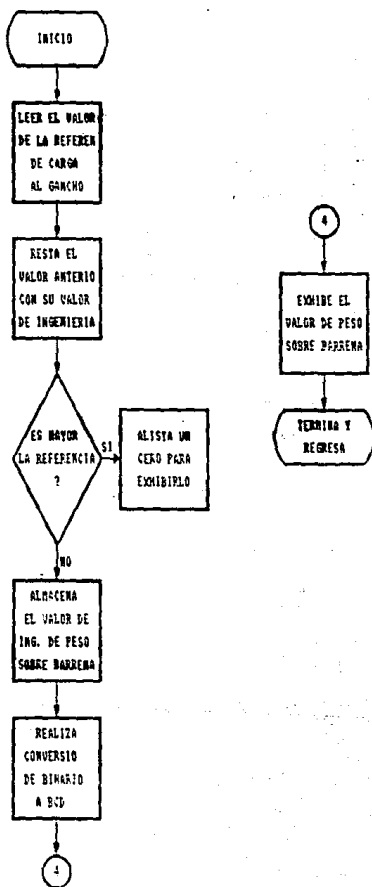 INICIO
LEER EL VALOR
DE LA REFEREN
DE CARGA
AL GANCHO
RESTA EL
VALOR ANTERIO
CON SU VALOR
DE INGENIERIA
ES MAYOR
LA REFERENCIA
?
SI
ALISTA UN
CERO PARA
EXHIBIRLO
NO
ALMACENA
EL VALOR DE
ING. DE PESO
SOBRE BARRENA
REALIZA
CONVERSIO
DE BINARIO
A BCD
4
4
EXHIBE EL
VALOR DE PESO
SOBRE BARRENA
TERMINA Y
REGRESA